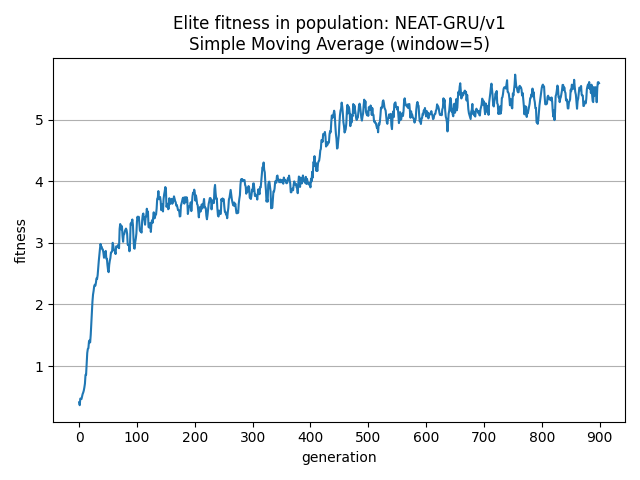 Elite fitness in population: NEAT-GRU/v1
Simple Moving Average (window=5)
fitness
5
4
3
2
1
0 100 200 300 400 500 600 700 800 900
generation